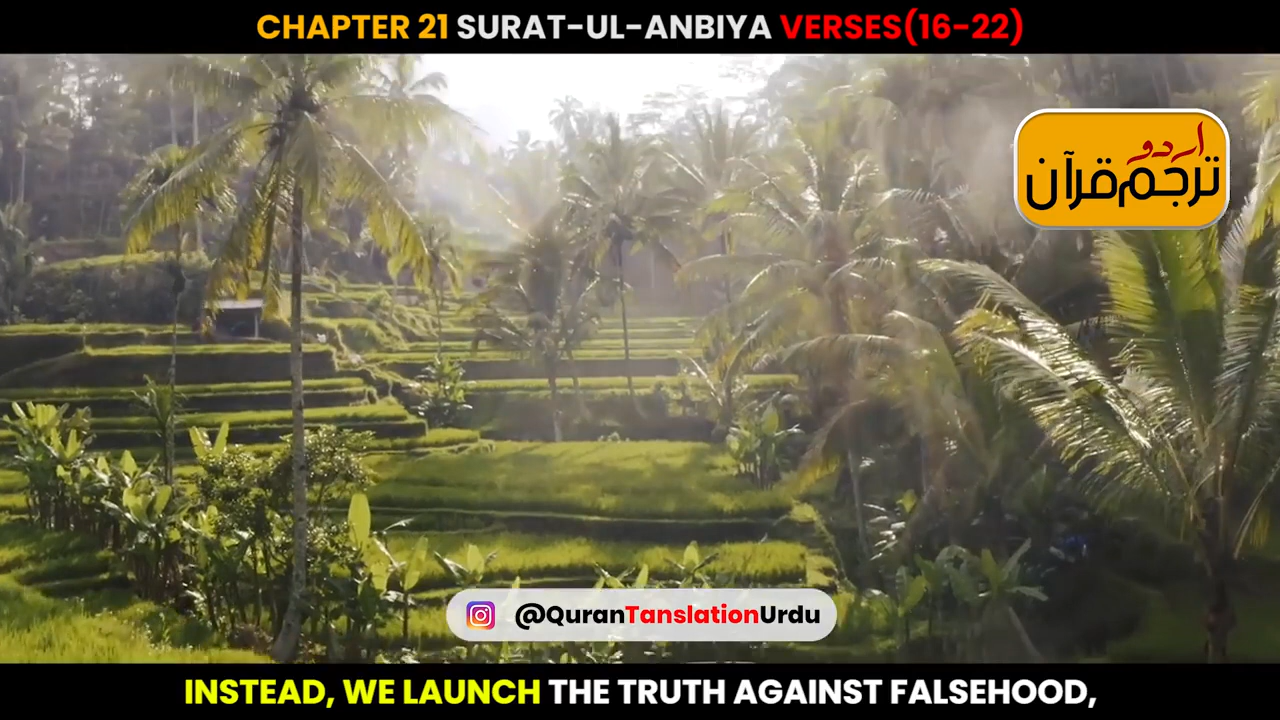 CHAPTER 21 SURAT-UL-ANBIYA VERSES(16-22)
اردو
ترجمہ قرآن
@QuranTanslationUrdu
INSTEAD, WE LAUNCH THE TRUTH AGAINST FALSEHOOD,